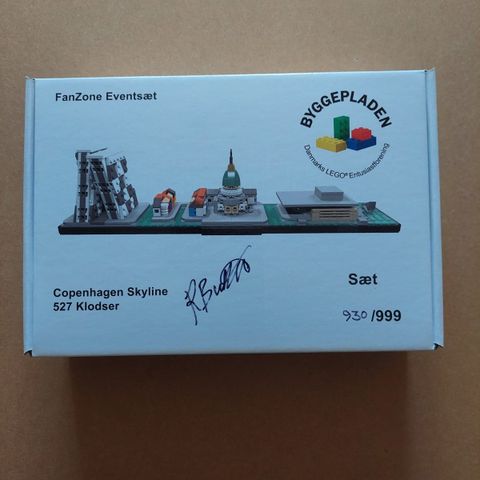 FanZone Eventsæt
BYGGEPLADEN
Danmarks LEGO® Entusiastforening
Copenhagen Skyline
527 Klodser
Sæt
930 /999